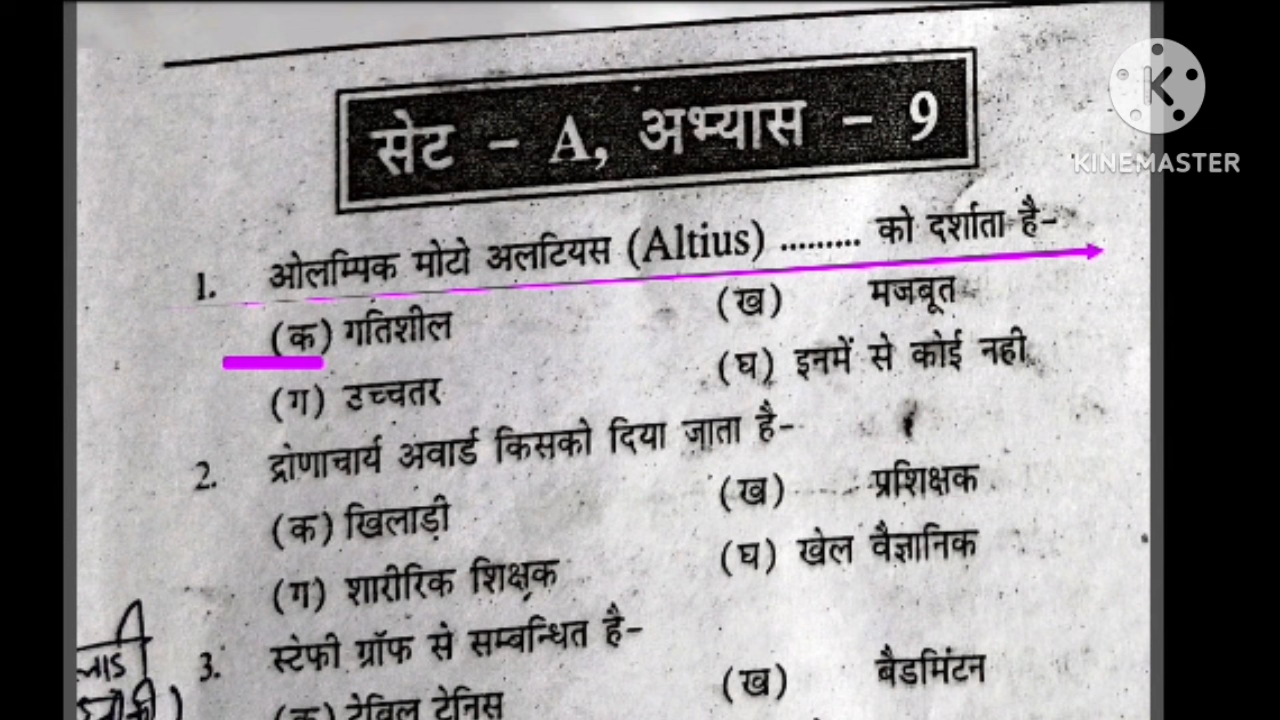 KINEMASTER
सेट - A, अभ्यास - 9
1. ओलम्पिक मोटो अलटियस (Altius) ......... को दर्शाता है-
(क) गतिशील (ख) मजबूत
(ग) उच्चतर (घ) इनमें से कोई नही
2. द्रोणाचार्य अवार्ड किसको दिया जाता है-
(क) खिलाड़ी (ख) प्रशिक्षक
(ग) शारीरिक शिक्षक (घ) खेल वैज्ञानिक
3. स्टेफी ग्रॉफ से सम्बन्धित है-
(क) टेबिल टेनिस (ख) बैडमिंटन